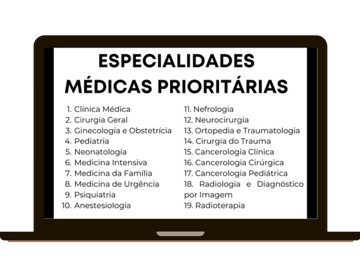 ESPECIALIDADES
MÉDICAS PRIORITÁRIAS
1. Clínica Médica
2. Cirurgia Geral
3. Ginecologia e Obstetrícia
4. Pediatria
5. Neonatologia
6. Medicina Intensiva
7. Medicina da Família
8. Medicina de Urgência
9. Psiquiatria
10. Anestesiologia
11. Nefrologia
12. Neurocirurgia
13. Ortopedia e Traumatologia
14. Cirurgia do Trauma
15. Cancerologia Clínica
16. Cancerologia Cirúrgica
17. Cancerologia Pediátrica
18. Radiologia e Diagnóstico
por Imagem
19. Radioterapia